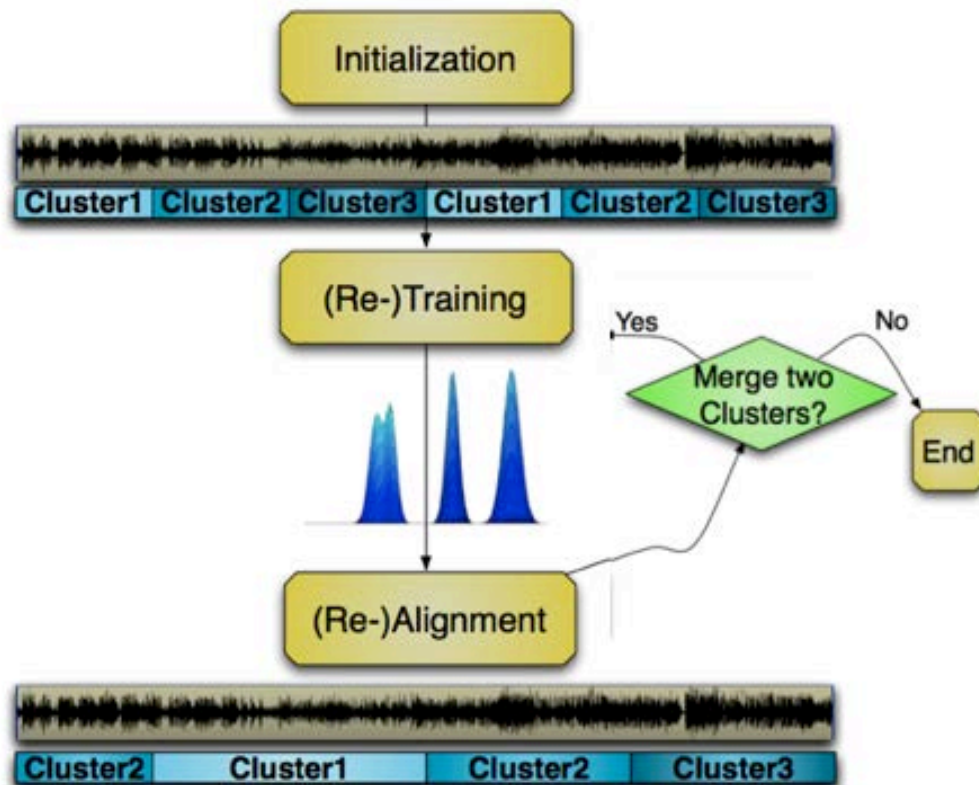 Initialization
Cluster1 Cluster2 Cluster3 Cluster1 Cluster2 Cluster3
(Re-)Training
Yes
No
Merge two
Clusters?
End
(Re-)Alignment
Cluster2 Cluster1 Cluster2 Cluster3